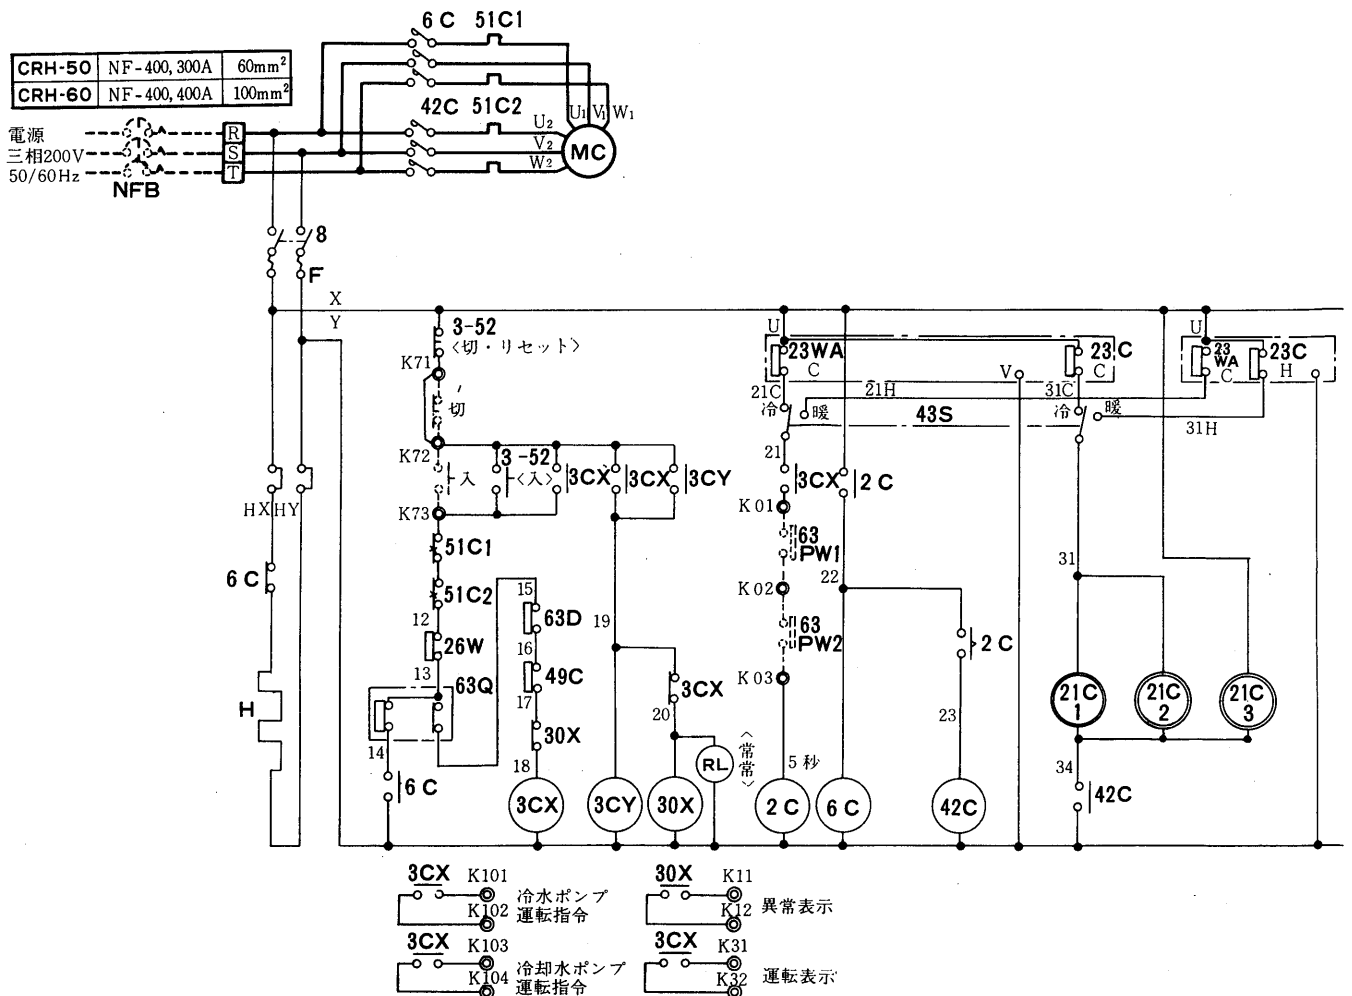 6C 51C1
CRH-50 NF-400, 300A 60mm²
CRH-60 NF-400, 400A 100mm²
42C 51C2
U1 V1 W1
電源
三相200V
50/60Hz
NFB
R
S
T
U2
V2
W2
MC
8
F
X
Y
3-52
〈切・リセット〉
K71
切
K72
入
3-52
〈入〉
3CX
3CX
3CY
K73
U
23WA
C
V
23C
C
U
23
WA
C
23C
H
21C
21H
31C
冷
暖
43S
冷
暖
31H
21
3CX
2C
HX HY
K01
63
PW1
K02
22
63
PW2
K03
2C
31
6C
51C1
51C2
12
26W
13
63Q
15
63D
16
49C
17
30X
18
19
3CX
20
RL
〈常常〉
5秒
23
H
14
6C
3CX
3CY
30X
2C
6C
42C
21C
1
21C
2
21C
3
34
42C
3CX K101
K102
冷水ポンプ
運転指令
30X K11
K12
異常表示
3CX K103
K104
冷却水ポンプ
運転指令
3CX K31
K32
運転表示